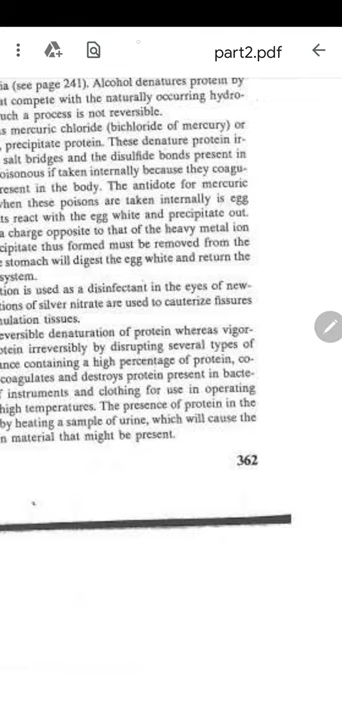 part2.pdf
ia (see page 241). Alcohol denatures protein by
at compete with the naturally occurring hydro-
uch a process is not reversible.
s mercuric chloride (bichloride of mercury) or
, precipitate protein. These denature protein ir-
salt bridges and the disulfide bonds present in
oisonous if taken internally because they coagu-
resent in the body. The antidote for mercuric
when these poisons are taken internally is egg
ts react with the egg white and precipitate out.
a charge opposite to that of the heavy metal ion
cipitate thus formed must be removed from the
e stomach will digest the egg white and return the
system.
tion is used as a disinfectant in the eyes of new-
tions of silver nitrate are used to cauterize fissures
nulation tissues.
eversible denaturation of protein whereas vigor-
otein irreversibly by disrupting several types of
ance containing a high percentage of protein, co-
coagulates and destroys protein present in bacte-
f instruments and clothing for use in operating
high temperatures. The presence of protein in the
by heating a sample of urine, which will cause the
n material that might be present.
362